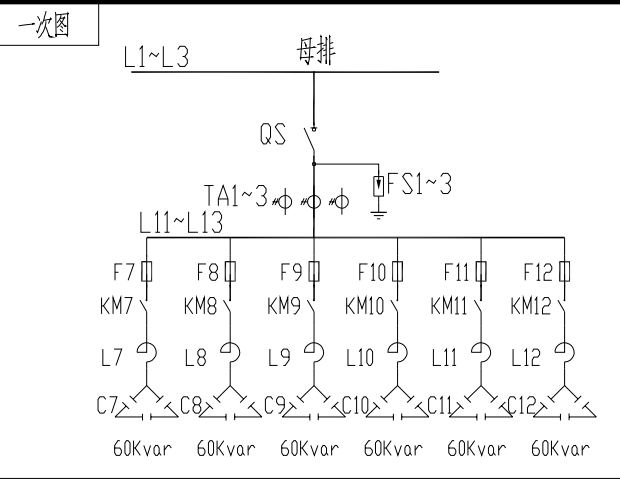 一次图
L1~L3 母排
QS
TA1~3 FS1~3
L11~L13
F7 F8 F9 F10 F11 F12
KM7 KM8 KM9 KM10 KM11 KM12
L7 L8 L9 L10 L11 L12
C7 C8 C9 C10 C11 C12
60Kvar 60Kvar 60Kvar 60Kvar 60Kvar 60Kvar